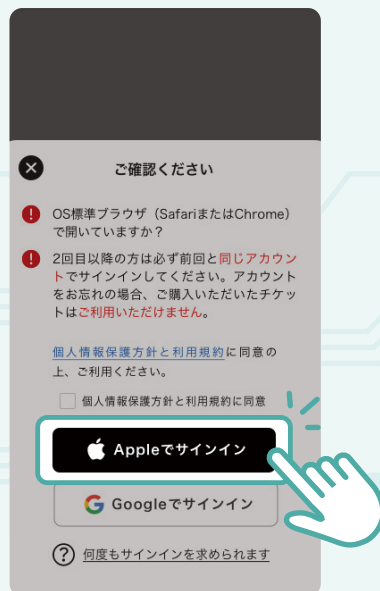 ご確認ください
OS標準ブラウザ（SafariまたはChrome）
で開いていますか？
2回目以降の方は必ず前回と同じアカウン
トでサインインしてください。アカウント
をお忘れの場合、ご購入いただいたチケッ
トはご利用いただけません。
個人情報保護方針と利用規約に同意の
上、ご利用ください。
個人情報保護方針と利用規約に同意
Appleでサインイン
Googleでサインイン
何度もサインインを求められます